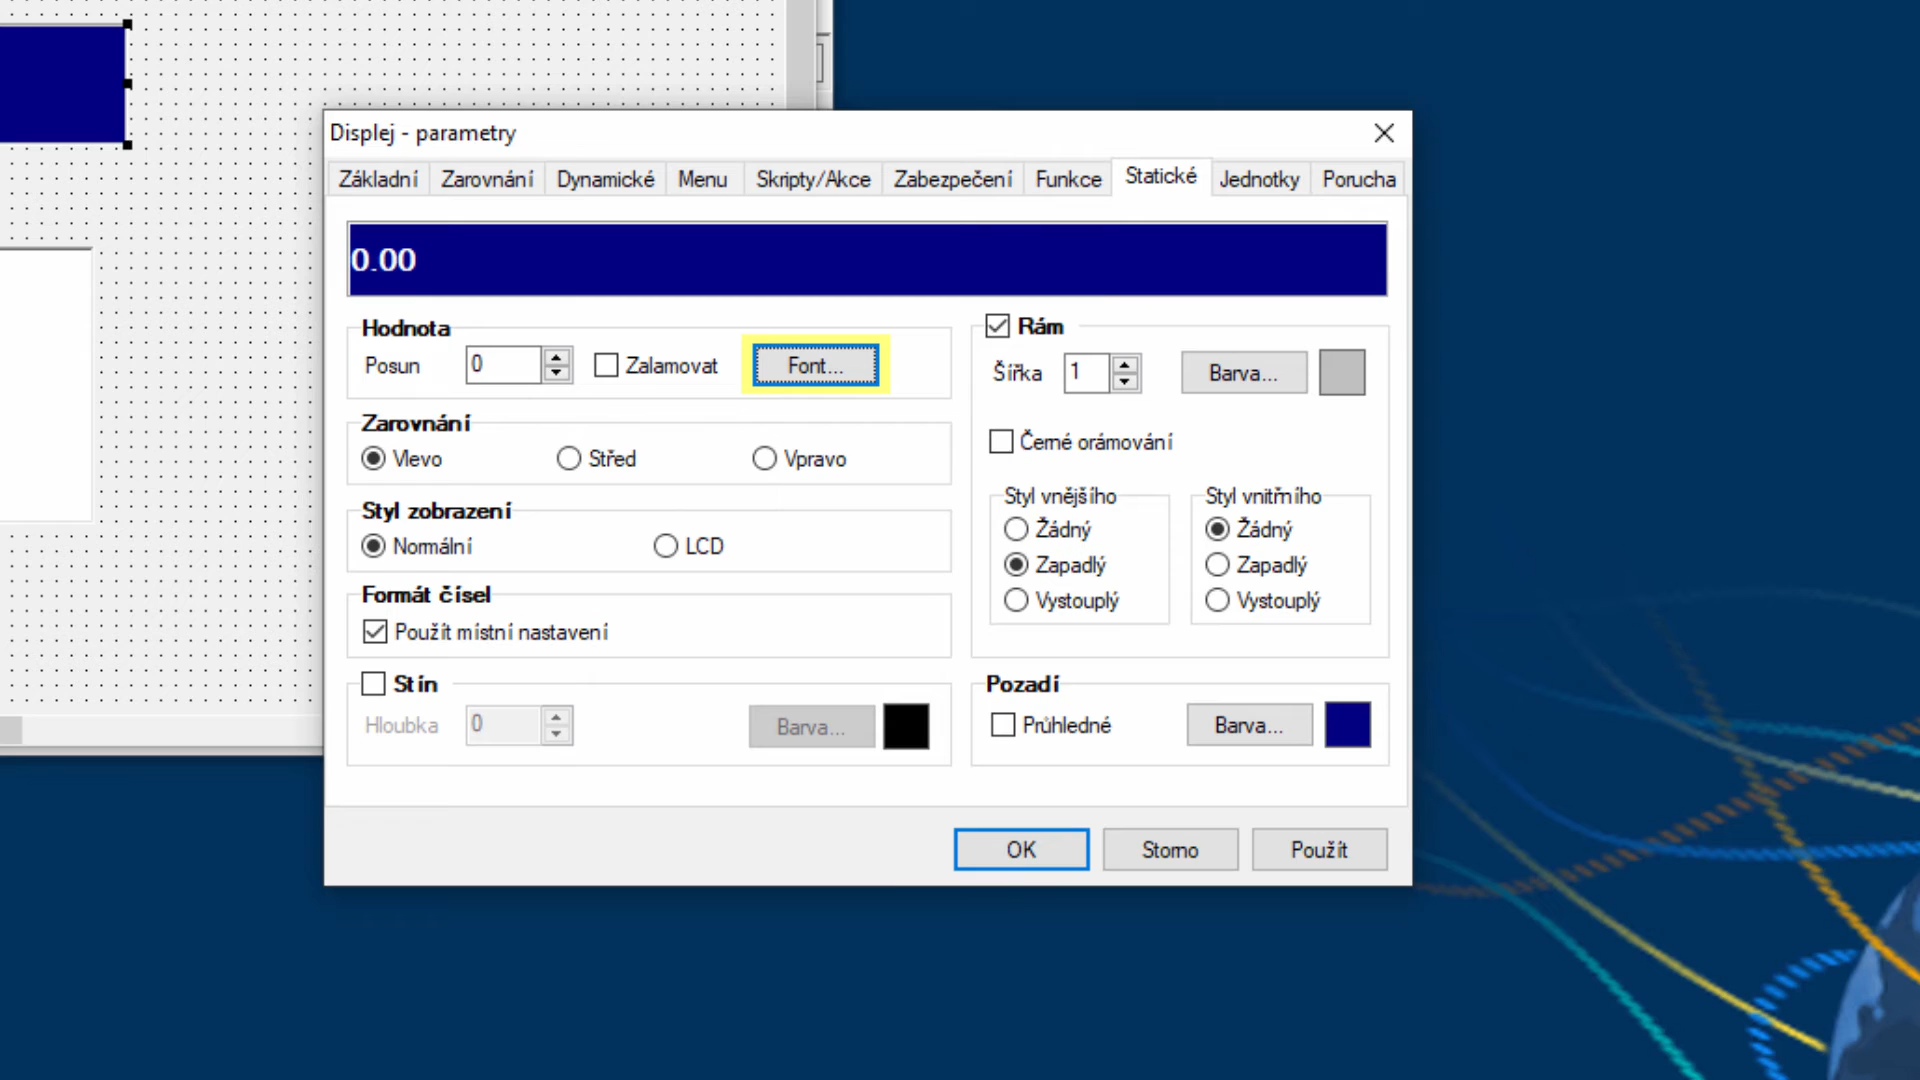 Displej - parametry
Základní Zarovnání Dynamické Menu Skripty/Akce Zabezpečení Funkce Statické Jednotky Porucha
0.00
Hodnota
Posun 0 Zalamovat Font...
Zarovnání
Vlevo Střed Vpravo
Styl zobrazení
Normální LCD
Formát čísel
Použít místní nastavení
Stín
Hloubka 0 Barva...
Rám
Šířka 1 Barva...
Černé orámování
Styl vnějšího
Žádný
Zapadlý
Vystouplý
Styl vnitřního
Žádný
Zapadlý
Vystouplý
Pozadí
Průhledné Barva...
OK Storno Použít